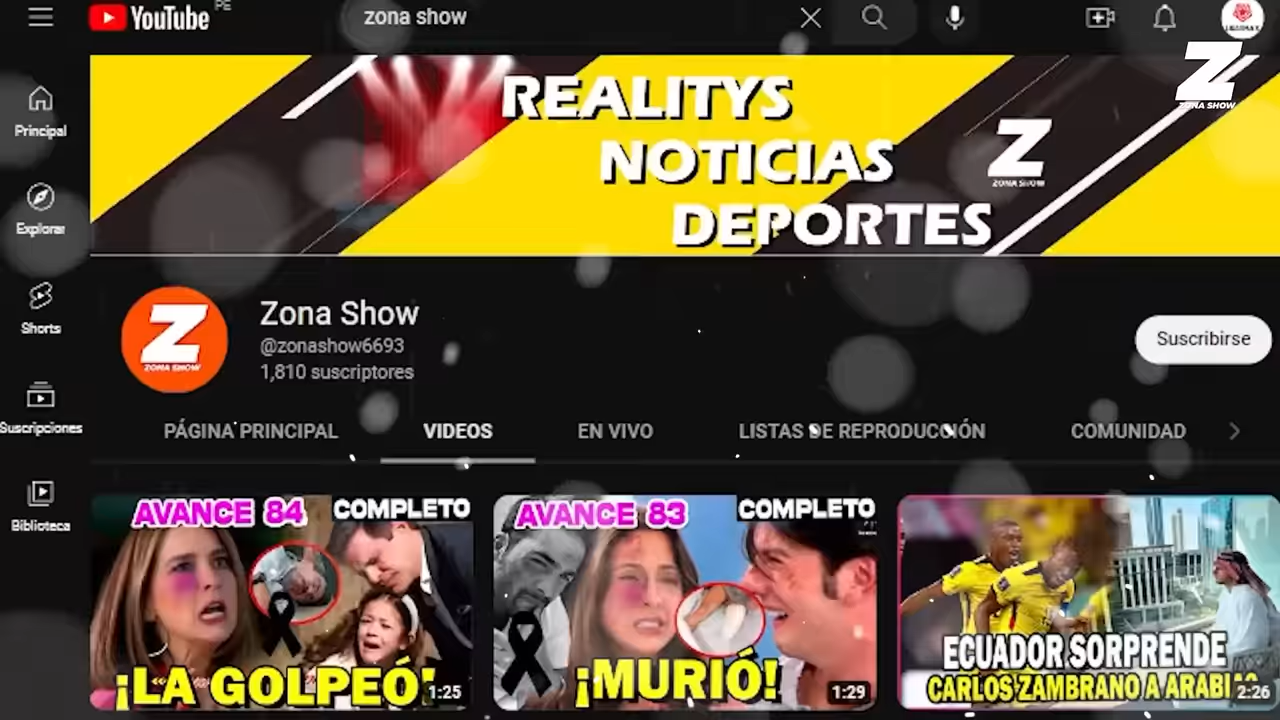 YouTube PE
zona show
Z
ZONA SHOW
REALITYS
NOTICIAS
DEPORTES
Z
ZONA SHOW
Principal
Explorar
Shorts
Suscripciones
Biblioteca
Z
ZONA SHOW
Zona Show
@zonashow6693
1,810 suscriptores
Suscribirse
PÁGINA PRINCIPAL
VIDEOS
EN VIVO
LISTAS DE REPRODUCCIÓN
COMUNIDAD
AVANCE 84
COMPLETO
¡LA GOLPEÓ!
1:25
AVANCE 83
COMPLETO
¡MURIÓ!
1:29
ECUADOR SORPRENDE
CARLOS ZAMBRANO A
2:26